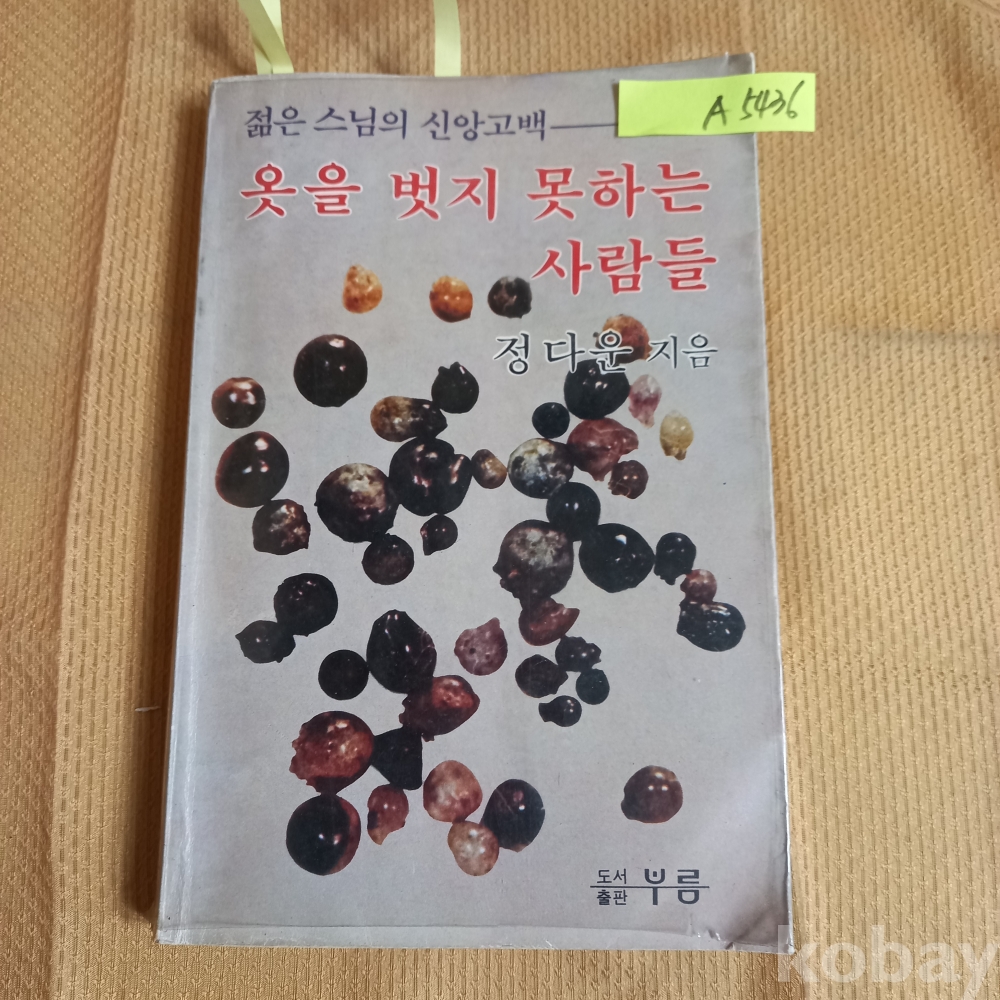 젊은 스님의 신앙고백
A5436
옷을 벗지 못하는
사람들
정다운 지음
도서
출판 부름
kobay